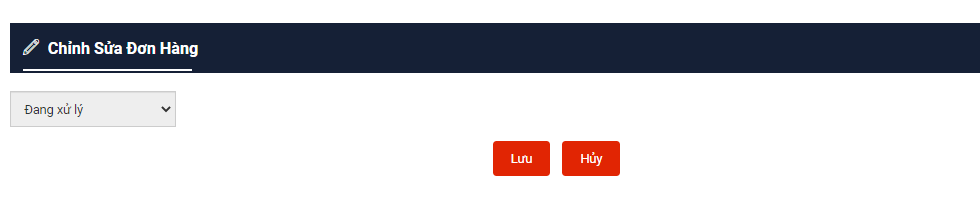 Chỉnh Sửa Đơn Hàng
Đang xử lý
Lưu Hủy